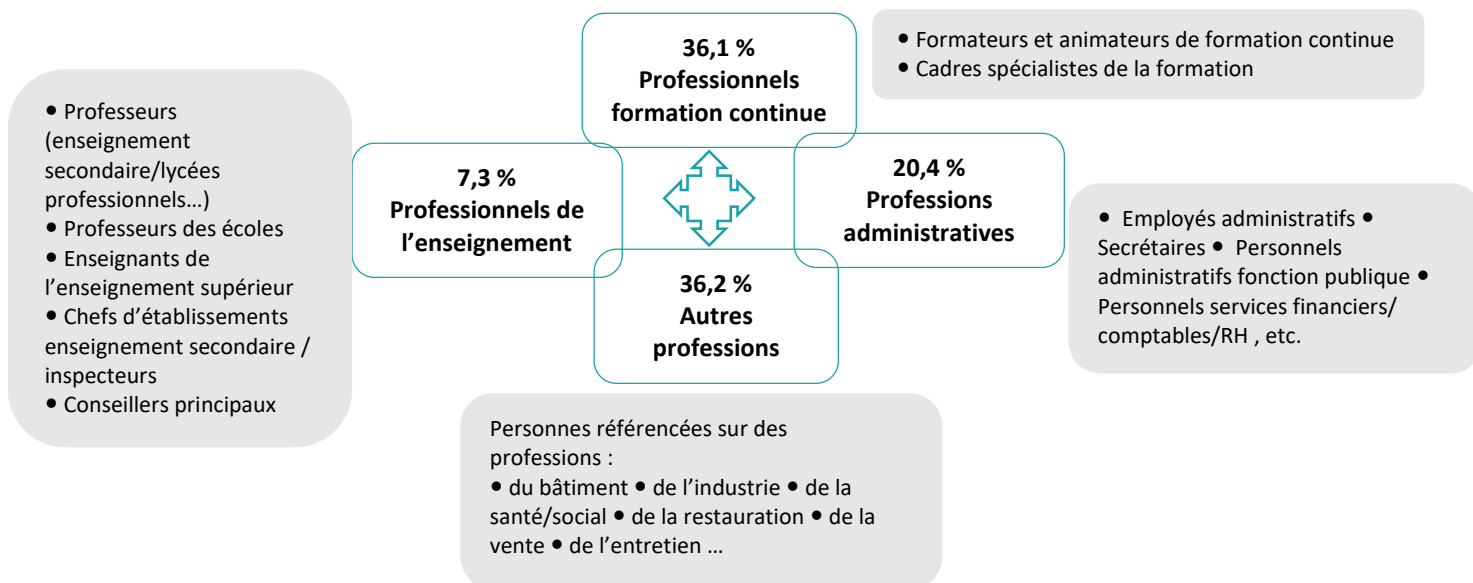 36,1 %
Professionnels
formation continue
• Formateurs et animateurs de formation continue
• Cadres spécialistes de la formation
• Professeurs
(enseignement
secondaire/lycées
professionnels…)
• Professeurs des écoles
• Enseignants de
l’enseignement supérieur
• Chefs d’établissements
enseignement secondaire /
inspecteurs
• Conseillers principaux
7,3 %
Professionnels de
l’enseignement
20,4 %
Professions
administratives
• Employés administratifs •
Secrétaires • Personnels
administratifs fonction publique •
Personnels services financiers/
comptables/RH , etc.
36,2 %
Autres
professions
Personnes référencées sur des
professions :
• du bâtiment • de l’industrie • de la
santé/social • de la restauration • de la
vente • de l’entretien …